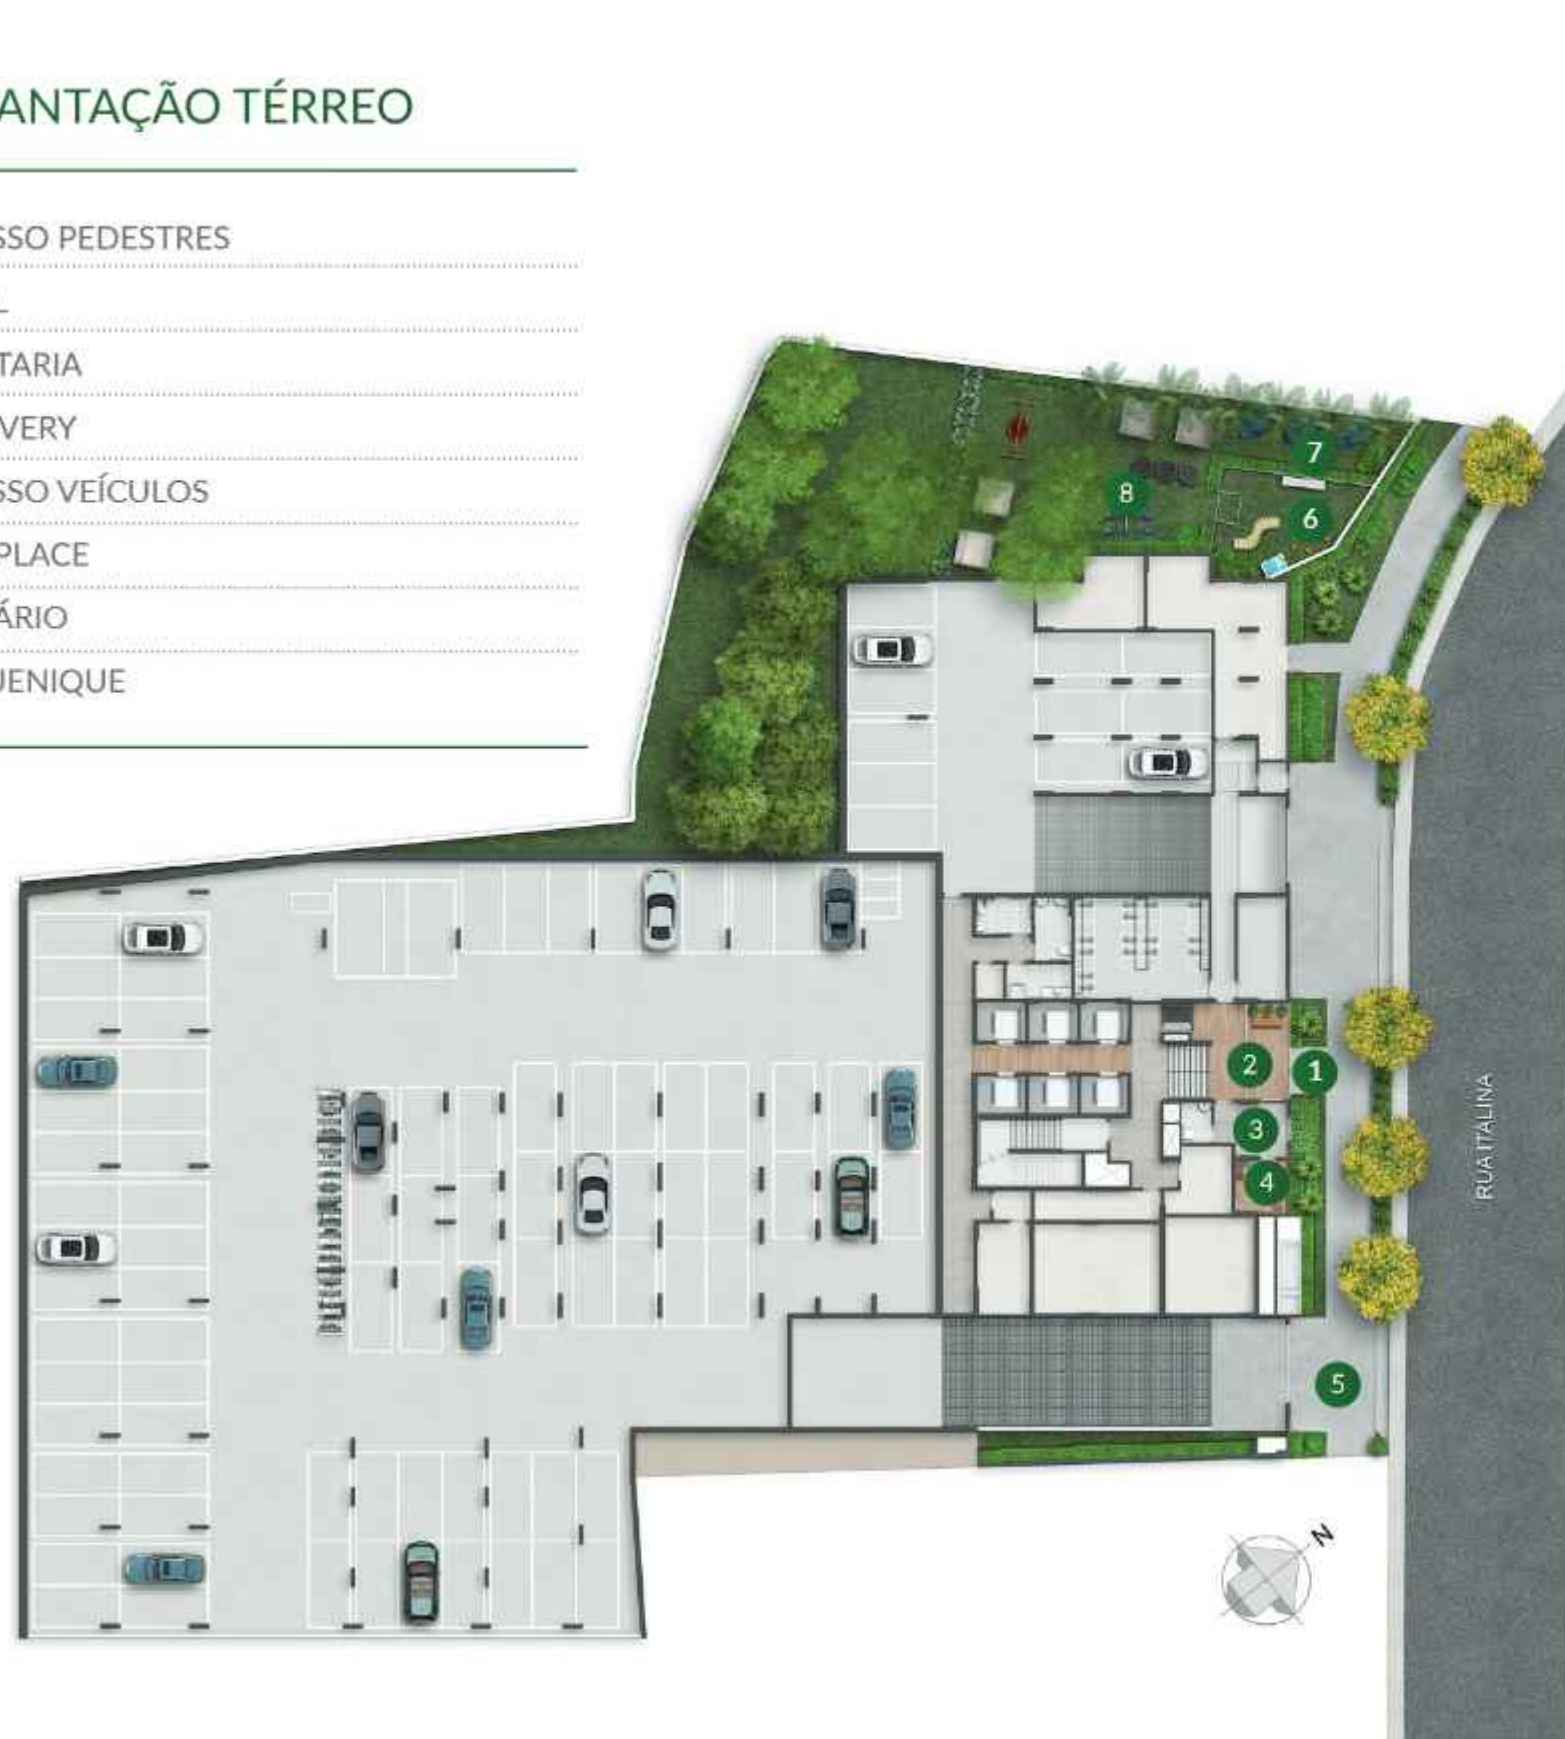 ANTAÇÃO TÉRREO
SSO PEDESTRES
L
TARIA
VERY
SSO VEÍCULOS
PLACE
ÁRIO
UENIQUE
7
8
6
2
1
3
4
5
RUA ITALINA
N